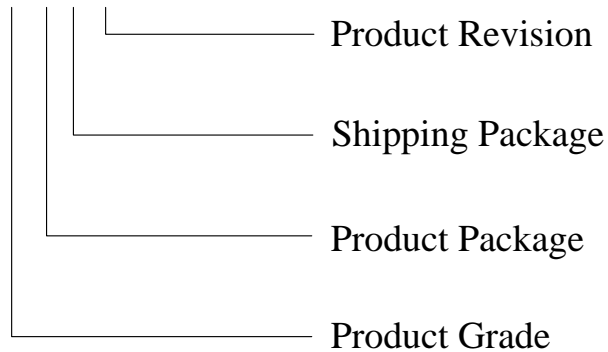 Product Revision
Shipping Package
Product Package
Product Grade